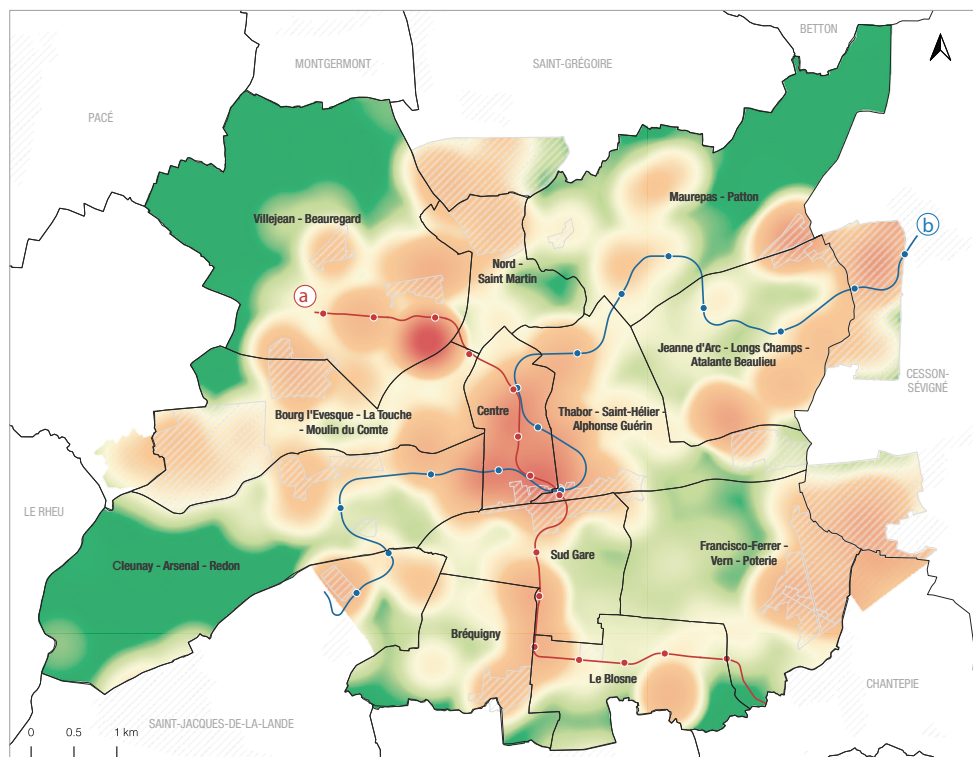 BETTON
MONTGERMONT
SAINT-GRÉGOIRE
PACÉ
Maurepas - Patton
Villejean - Beauregard
b
Nord -
Saint Martin
a
Jeanne d'Arc - Longs Champs -
Atalante Beaulieu
CESSON-
SÉVIGNÉ
Bourg l'Evesque - La Touche
- Moulin du Comte
Centre
Thabor - Saint-Hélier -
Alphonse Guérin
LE RHEU
Cleunay - Arsenal - Redon
Sud Gare
Francisco-Ferrer -
Vern - Poterie
Bréquigny
Le Blosne
CHANTEPIE
SAINT-JACQUES-DE-LA-LANDE
0 0.5 1 km